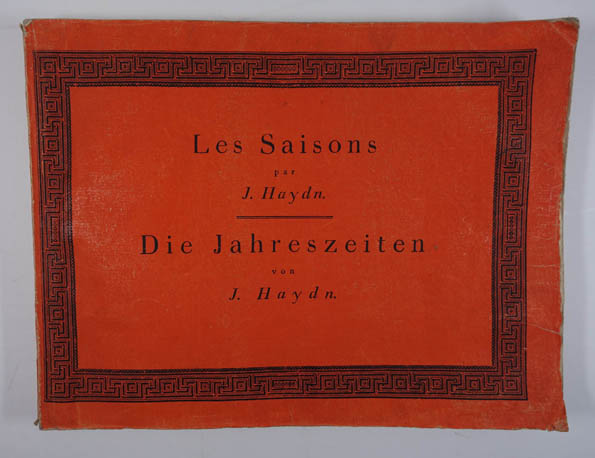 Les Saisons
par
J. Haydn.
Die Jahreszeiten
von
J. Haydn.